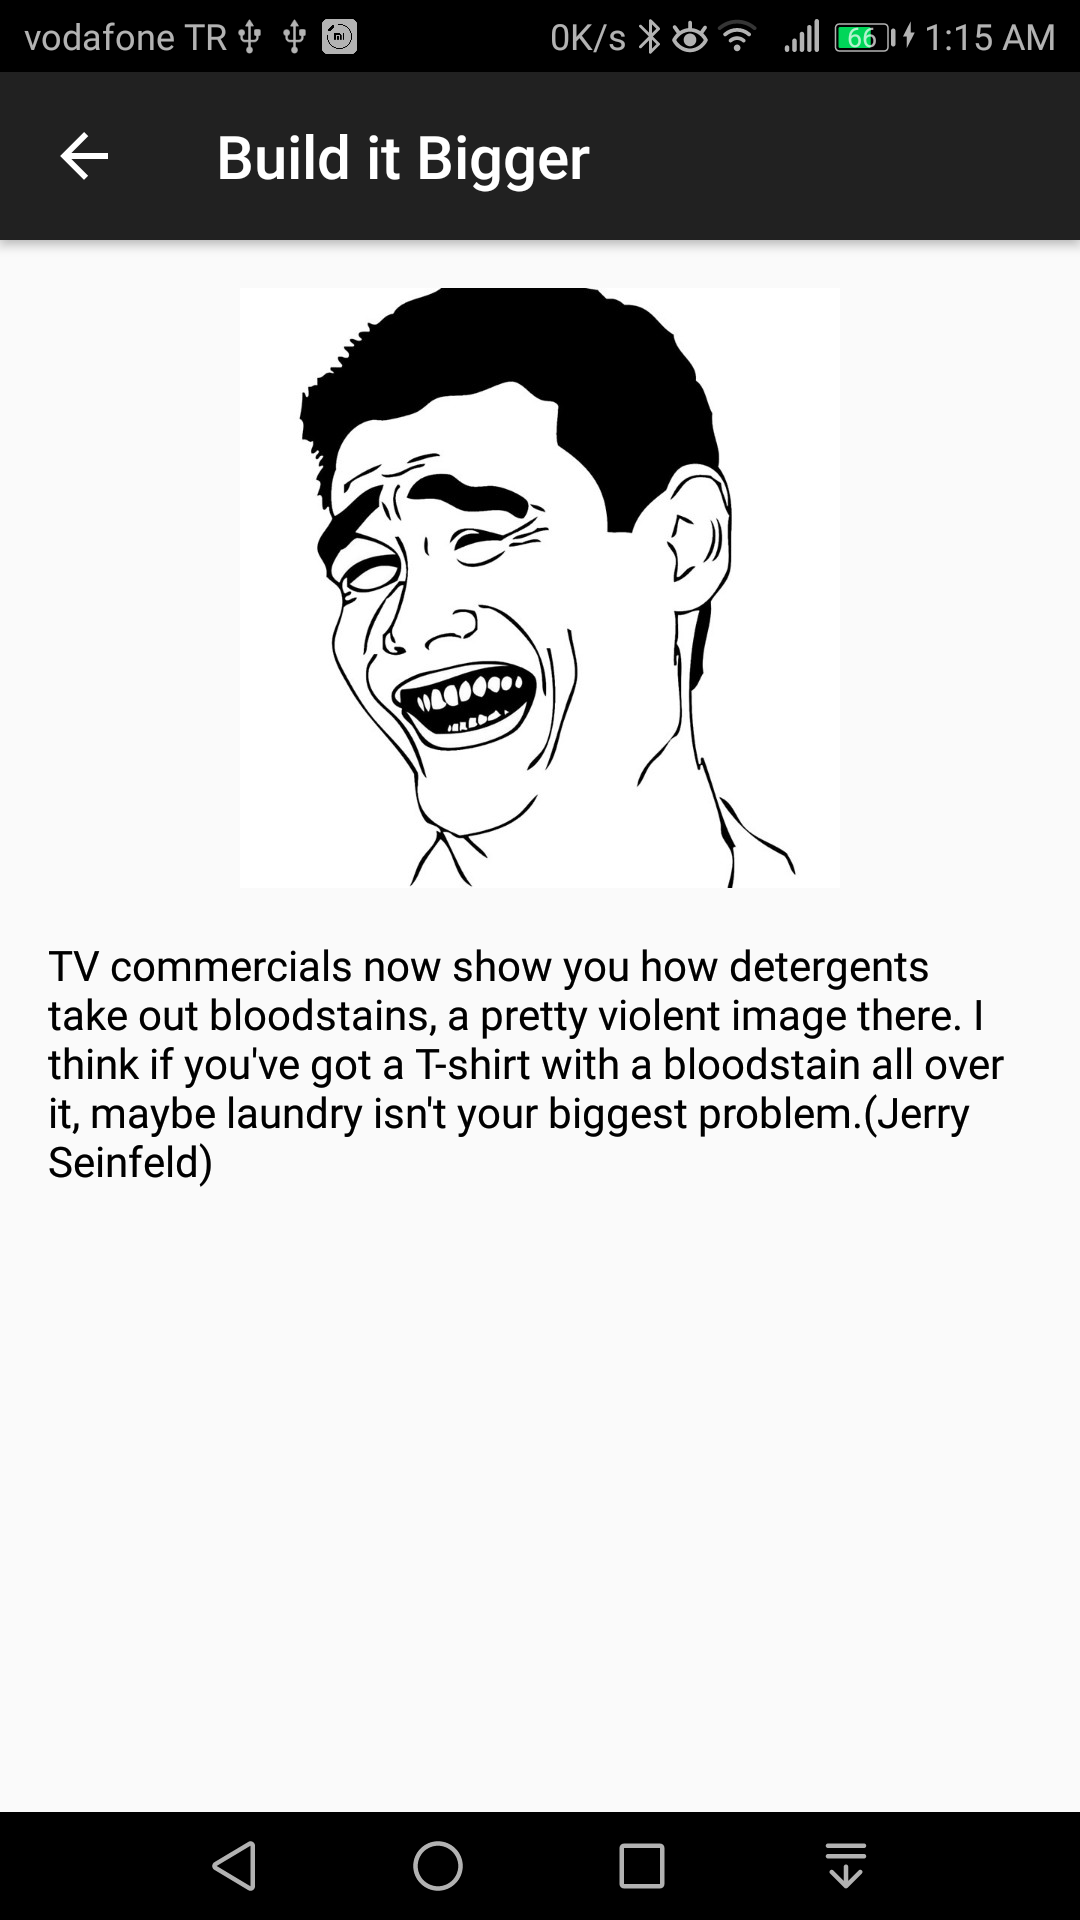 vodafone TR 0K/s 66 1:15 AM
Build it Bigger
TV commercials now show you how detergents
take out bloodstains, a pretty violent image there. I
think if you've got a T-shirt with a bloodstain all over
it, maybe laundry isn't your biggest problem.(Jerry
Seinfeld)